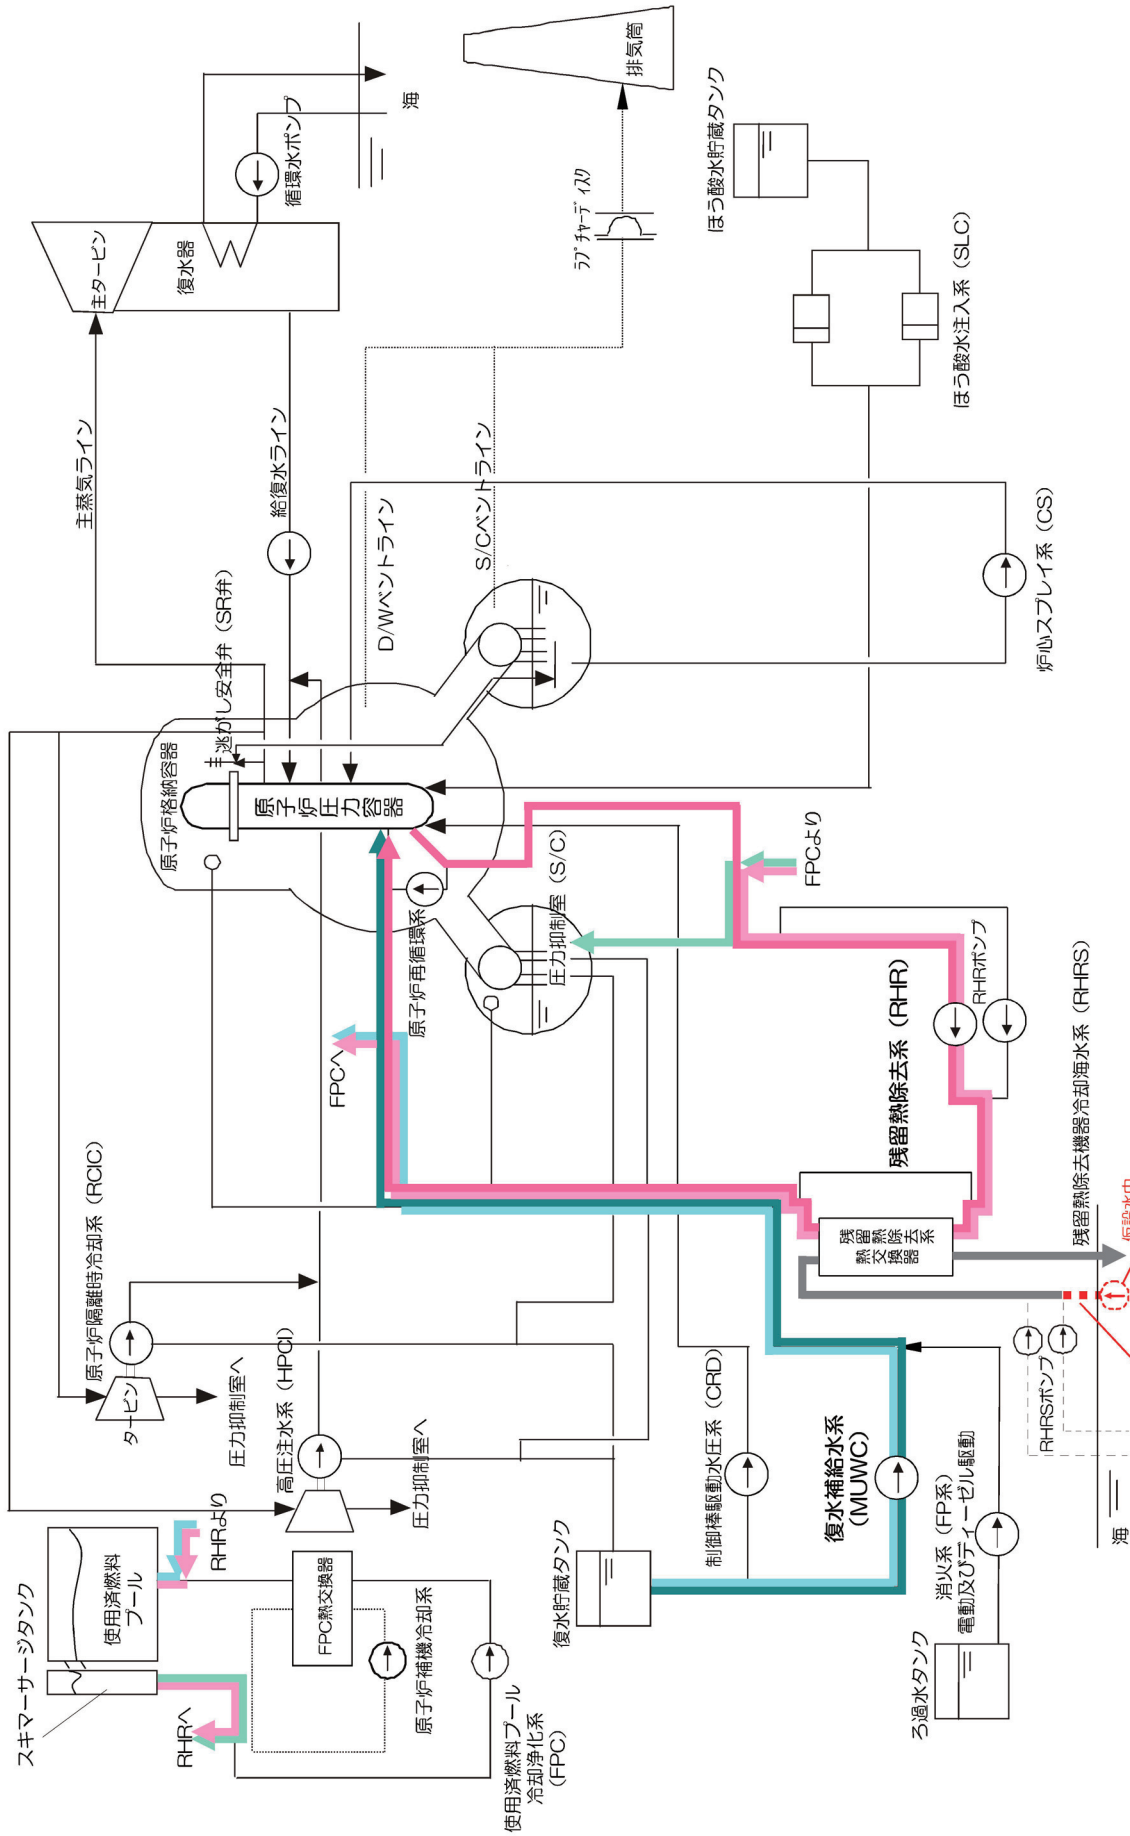 スキマーサージタンク
使用済燃料
プール
RHRより
RHRへ
FPC熱交換器
原子炉補機冷却系
使用済燃料プール
冷却浄化系
(FPC)
原子炉隔離時冷却系（RCIC）
タービン
圧力抑制室へ
高圧注水系（HPCI）
圧力抑制室へ
復水貯蔵タンク
制御棒駆動水圧系（CRD）
復水補給水系
(MUWC)
消火系（FP系）
電動及びディーゼル駆動
ろ過水タンク
海
RHRSポンプ
残留熱除去機器冷却海水系（RHRS）
残留熱除去系
熱交換器
残留熱除去系（RHR）
RHRポンプ
FPCより
FPCへ
原子炉再循環系
圧力抑制室（S/C）
原子炉格納容器
原子炉圧力容器
逃がし安全弁（SR弁）
主蒸気ライン
給復水ライン
D/Wベントライン
S/Cベントライン
主タービン
復水器
循環水ポンプ
海
排気筒
ラプチャーディスク
ほう酸水貯蔵タンク
ほう酸水注入系（SLC）
炉心スプレイ系（CS）